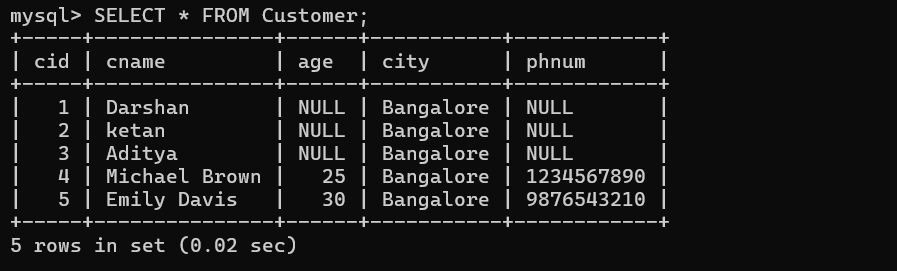 mysql> SELECT * FROM Customer;
+-----+---------------+------+-----------+------------+
| cid | cname         | age  | city      | phnum      |
+-----+---------------+------+-----------+------------+
|   1 | Darshan       | NULL | Bangalore | NULL       |
|   2 | ketan         | NULL | Bangalore | NULL       |
|   3 | Aditya        | NULL | Bangalore | NULL       |
|   4 | Michael Brown |   25 | Bangalore | 1234567890 |
|   5 | Emily Davis   |   30 | Bangalore | 9876543210 |
+-----+---------------+------+-----------+------------+
5 rows in set (0.02 sec)